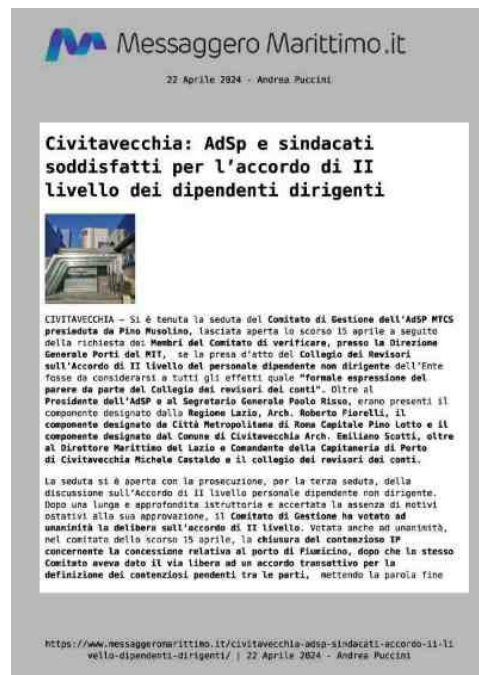 Messaggero Marittimo.it
22 Aprile 2024 - Andrea Puccini
Civitavecchia: AdSp e sindacati
soddisfatti per l'accordo di II
livello dei dipendenti dirigenti
CIVITAVECCHIA – Si è tenuta la seduta del Comitato di Gestione dell'AdSP MTCS
presieduta da Pino Musolino, lasciata aperta lo scorso 15 aprile a seguito
della richiesta dei Membri del Comitato di verificare, presso la Direzione
Generale Porti del MIT, se la presa d'atto del Collegio dei Revisori
sull'Accordo di II livello del personale dipendente non dirigente dell'Ente
fosse da considerarsi a tutti gli effetti quale "formale espressione del
parere da parte del Collegio dei revisori dei conti". Oltre al
Presidente dell'AdSP e al Segretario Generale Paolo Risso, erano presenti il
componente designato dalla Regione Lazio, Arch. Roberto Fiorelli, il
componente designato da Città Metropolitana di Roma Capitale Pino Lotto e il
componente designato dal Comune di Civitavecchia Arch. Emiliano Scotti, oltre
al Direttore Marittimo del Lazio e Comandante della Capitaneria di Porto
di Civitavecchia Michele Castaldo e il collegio dei revisori dei conti.
La seduta si è aperta con la prosecuzione, per la terza seduta, della
discussione sull'Accordo di II livello personale dipendente non dirigente.
Dopo una lunga e approfondita istruttorie e accertata la assenza di motivi
ostativi alla sua approvazione, il Comitato di Gestione ha votato ad
unanimità la delibera sull'accordo di II livello. Votata anche ad unanimità,
nel comitato dello scorso 15 aprile, la chiusura del contenzioso IP
concernente la concessione relativa al porto di Fiumicino, dopo che lo stesso
Comitato aveva dato il via libera ad un accordo transattivo per la
definizione dei contenziosi pendenti tra le parti, mettendo la parola fine
https://www.messaggeromarittimo.it/civitavecchia-adsp-sindacati-accordo-ii-li
vello-dipendenti-dirigenti/ | 22 Aprile 2024 - Andrea Puccini